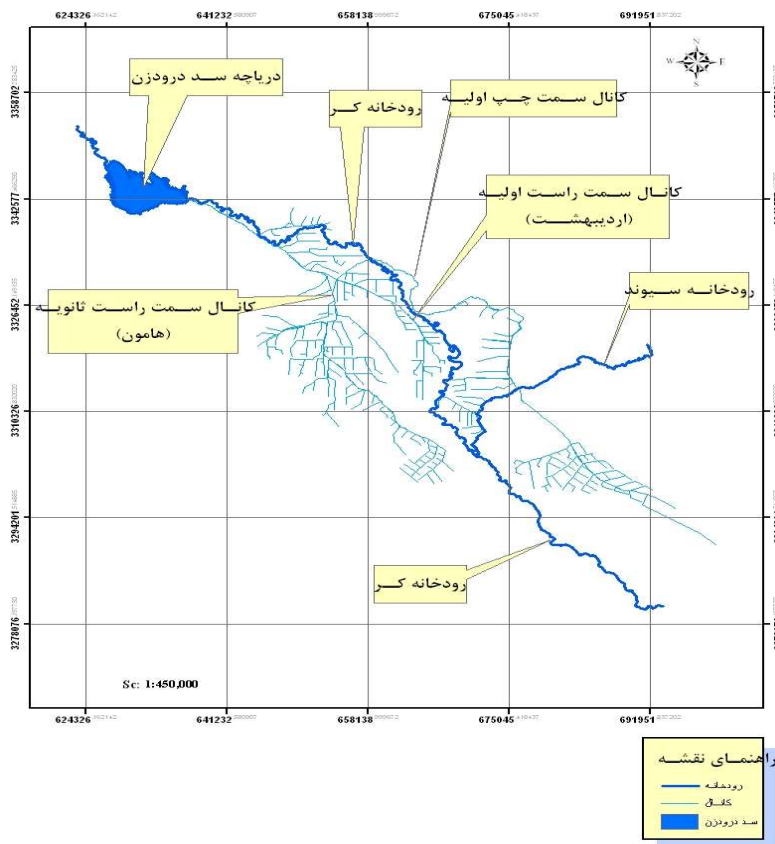 624326 641232 658138 675045 691951
N
W E
S
دریاچه سد درودزن
رودخانه کر
کانال سمت چپ اولیه
کانال سمت راست اولیه
(اردیبهشت)
رودخانه سیوند
کانال سمت راست ثانویه
(هامون)
رودخانه کر
3358702
3342577
3326452
3310326
3294201
3278076
Sc: 1:450,000
624326 641232 658138 675045 691951
راهنمای نقشه
رودخانه
کانال
سد درودزن